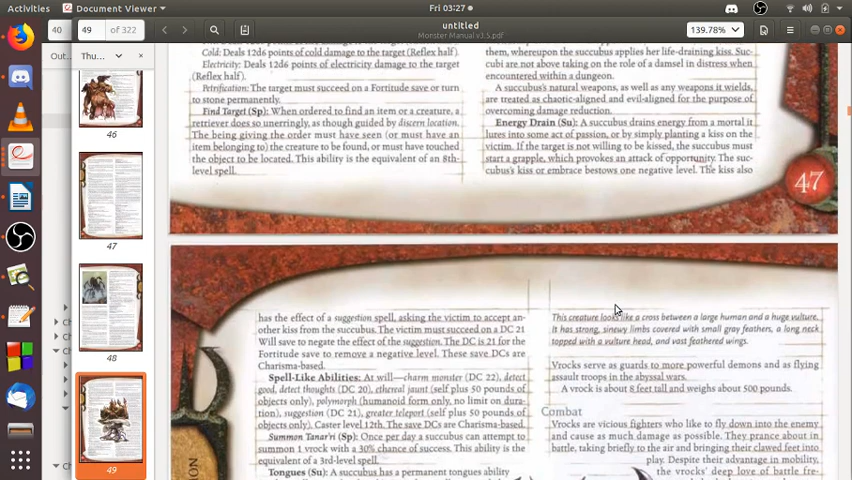 Activities
Document Viewer ▾
Fri 03:27 ●
40
49
of 322
untitled
Monster Manual v3.5.pdf
139.78%
Out...
Thu...
46
47
48
49
Cold: Deals 12d6 points of cold damage to the target (Reflex half).
Electricity: Deals 12d6 points of electricity damage to the target
(Reflex half).
Petrification: The target must succeed on a Fortitude save or turn
to stone permanently.
Find Target (Sp): When ordered to find an item or a creature, a
retriever does so unerringly, as though guided by discern location.
The being giving the order must have seen (or must have an
item belonging to) the creature to be found, or must have touched
the object to be located. This ability is the equivalent of an 8th-
level spell.
them, whereupon the succubus applies her life-draining kiss. Suc-
cubi are not above taking on the role of a damsel in distress when
encountered within a dungeon.
A succubus's natural weapons, as well as any weapons it wields,
are treated as chaotic-aligned and evil-aligned for the purpose of
overcoming damage reduction.
Energy Drain (Su): A succubus drains energy from a mortal it
lures into some act of passion, or by simply planting a kiss on the
victim. If the target is not willing to be kissed, the succubus must
start a grapple, which provokes an attack of opportunity. The suc-
cubus's kiss or embrace bestows one negative level. The kiss also
47
has the effect of a suggestion spell, asking the victim to accept an-
other kiss from the succubus. The victim must succeed on a DC 21
Will save to negate the effect of the suggestion. The DC is 21 for the
Fortitude save to remove a negative level. These save DCs are
Charisma-based.
Spell-Like Abilities: At will—charm monster (DC 22), detect
good, detect thoughts (DC 20), ethereal jaunt (self plus 50 pounds of
objects only), polymorph (humanoid form only, no limit on dura-
tion), suggestion (DC 21), greater teleport (self plus 50 pounds of
objects only). Caster level 12th. The save DCs are Charisma-based.
Summon Tanar'ri (Sp): Once per day a succubus can attempt to
summon 1 vrock with a 30% chance of success. This ability is the
equivalent of a 3rd-level spell.
Tongues (Su): A succubus has a permanent tongues ability
This creature looks like a cross between a large human and a huge vulture.
It has strong, sinewy limbs covered with small gray feathers, a long neck
topped with a vulture head, and vast feathered wings.
Vrocks serve as guards to more powerful demons and as flying
assault troops in the abyssal wars.
A vrock is about 8 feet tall and weighs about 500 pounds.
Combat
Vrocks are vicious fighters who like to fly down into the enemy
and cause as much damage as possible. They prance about in
battle, taking briefly to the air and bringing their clawed feet into
play. Despite their advantage in mobility,
the vrocks' deep love of battle fre-